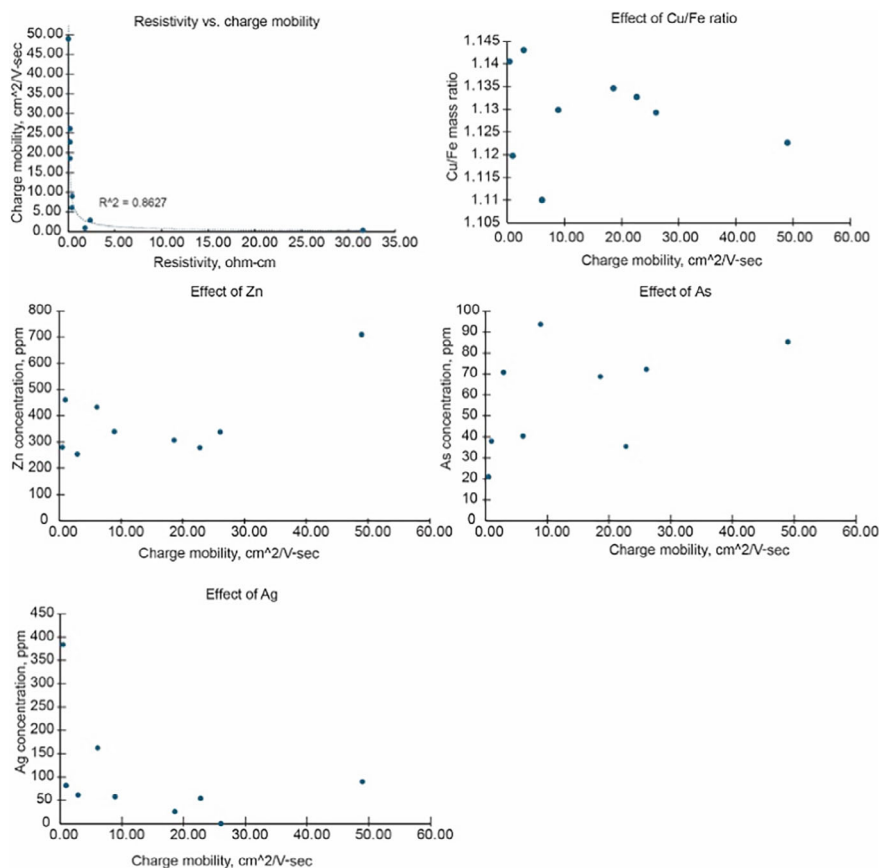 Resistivity vs. charge mobility
Charge mobility, cm^2/V-sec
50.00
45.00
40.00
35.00
30.00
25.00
20.00
15.00
10.00
5.00
0.00
R^2 = 0.8627
0.00 5.00 10.00 15.00 20.00 25.00 30.00 35.00
Resistivity, ohm-cm
Effect of Cu/Fe ratio
Cu/Fe mass ratio
1.145
1.14
1.135
1.13
1.125
1.12
1.115
1.11
1.105
0.00 10.00 20.00 30.00 40.00 50.00 60.00
Charge mobility, cm^2/V-sec
Effect of Zn
Zn concentration, ppm
800
700
600
500
400
300
200
100
0
0.00 10.00 20.00 30.00 40.00 50.00 60.00
Charge mobility, cm^2/V-sec
Effect of As
As concentration, ppm
100
90
80
70
60
50
40
30
20
10
0
0.00 10.00 20.00 30.00 40.00 50.00 60.00
Charge mobility, cm^2/V-sec
Effect of Ag
Ag concentration, ppm
450
400
350
300
250
200
150
100
50
0
0.00 10.00 20.00 30.00 40.00 50.00 60.00
Charge mobility, cm^2/V-sec